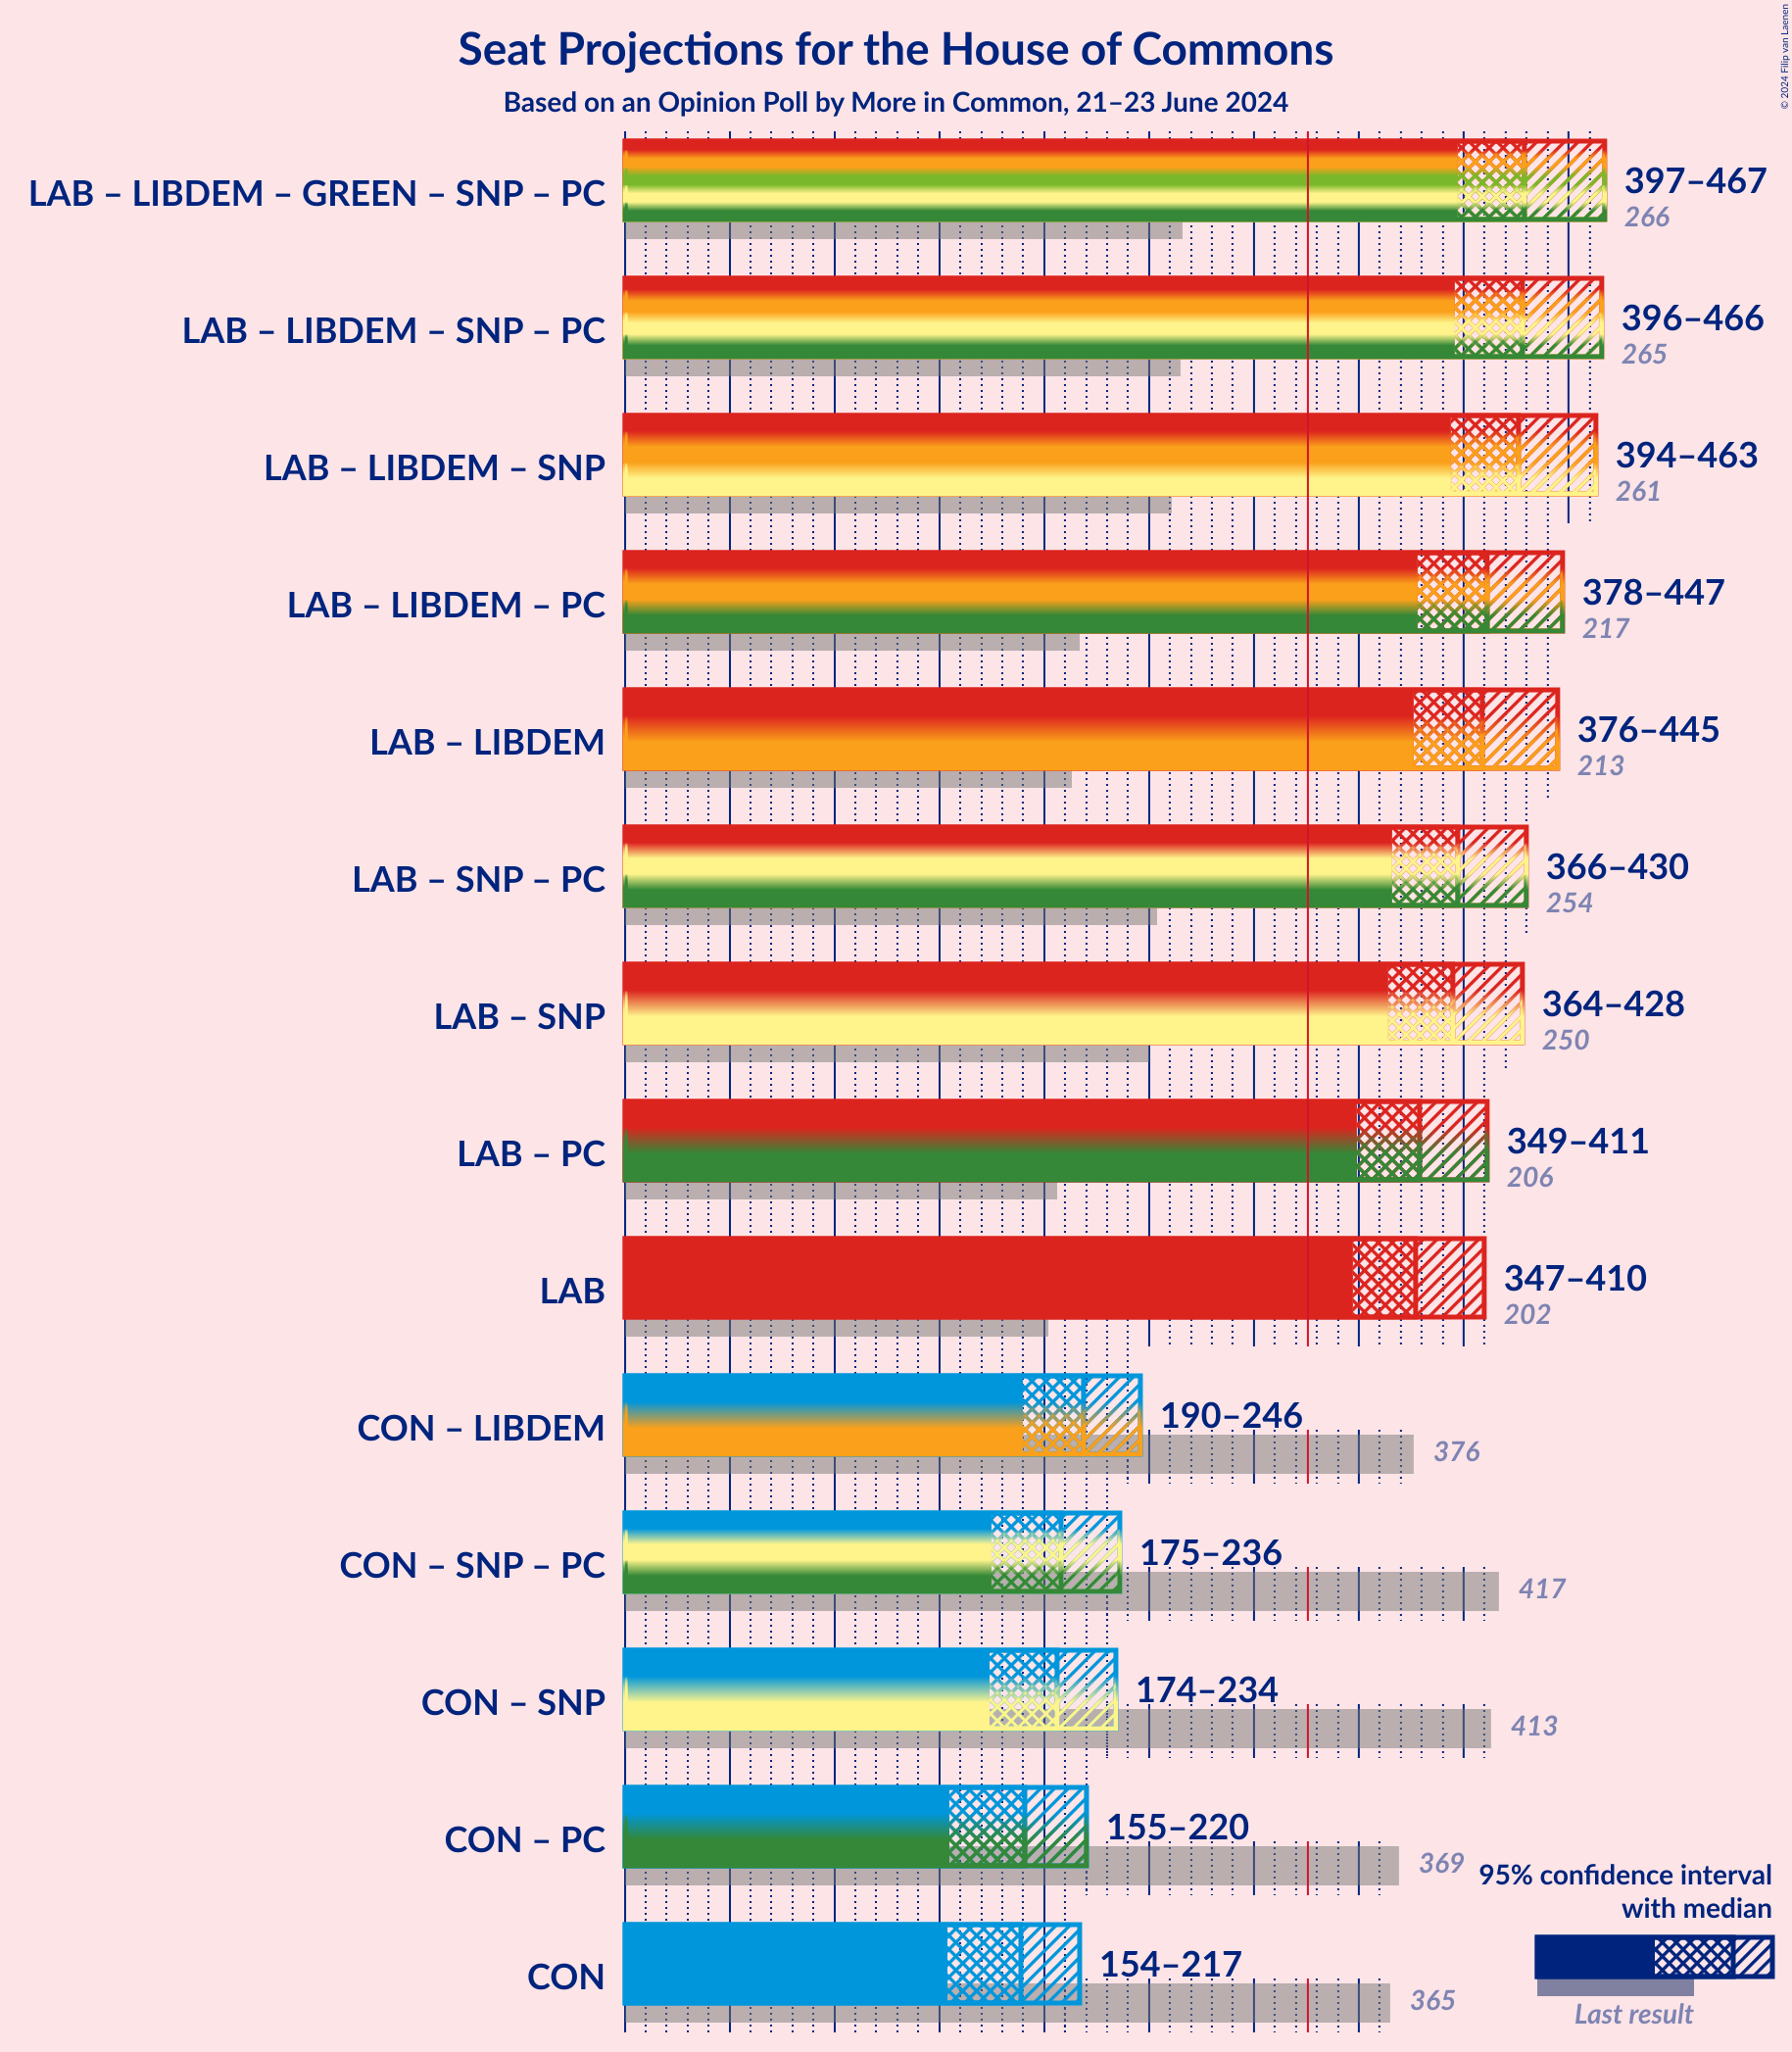 Seat Projections for the House of Commons
Based on an Opinion Poll by More in Common, 21–23 June 2024
© 2024 Filip van Laenen
LAB – LIBDEM – GREEN – SNP – PC
397–467
266
LAB – LIBDEM – SNP – PC
396–466
265
LAB – LIBDEM – SNP
394–463
261
LAB – LIBDEM – PC
378–447
217
LAB – LIBDEM
376–445
213
LAB – SNP – PC
366–430
254
LAB – SNP
364–428
250
LAB – PC
349–411
206
LAB
347–410
202
CON – LIBDEM
190–246
376
CON – SNP – PC
175–236
417
CON – SNP
174–234
413
CON – PC
155–220
369
CON
154–217
365
95% confidence interval
with median
Last result